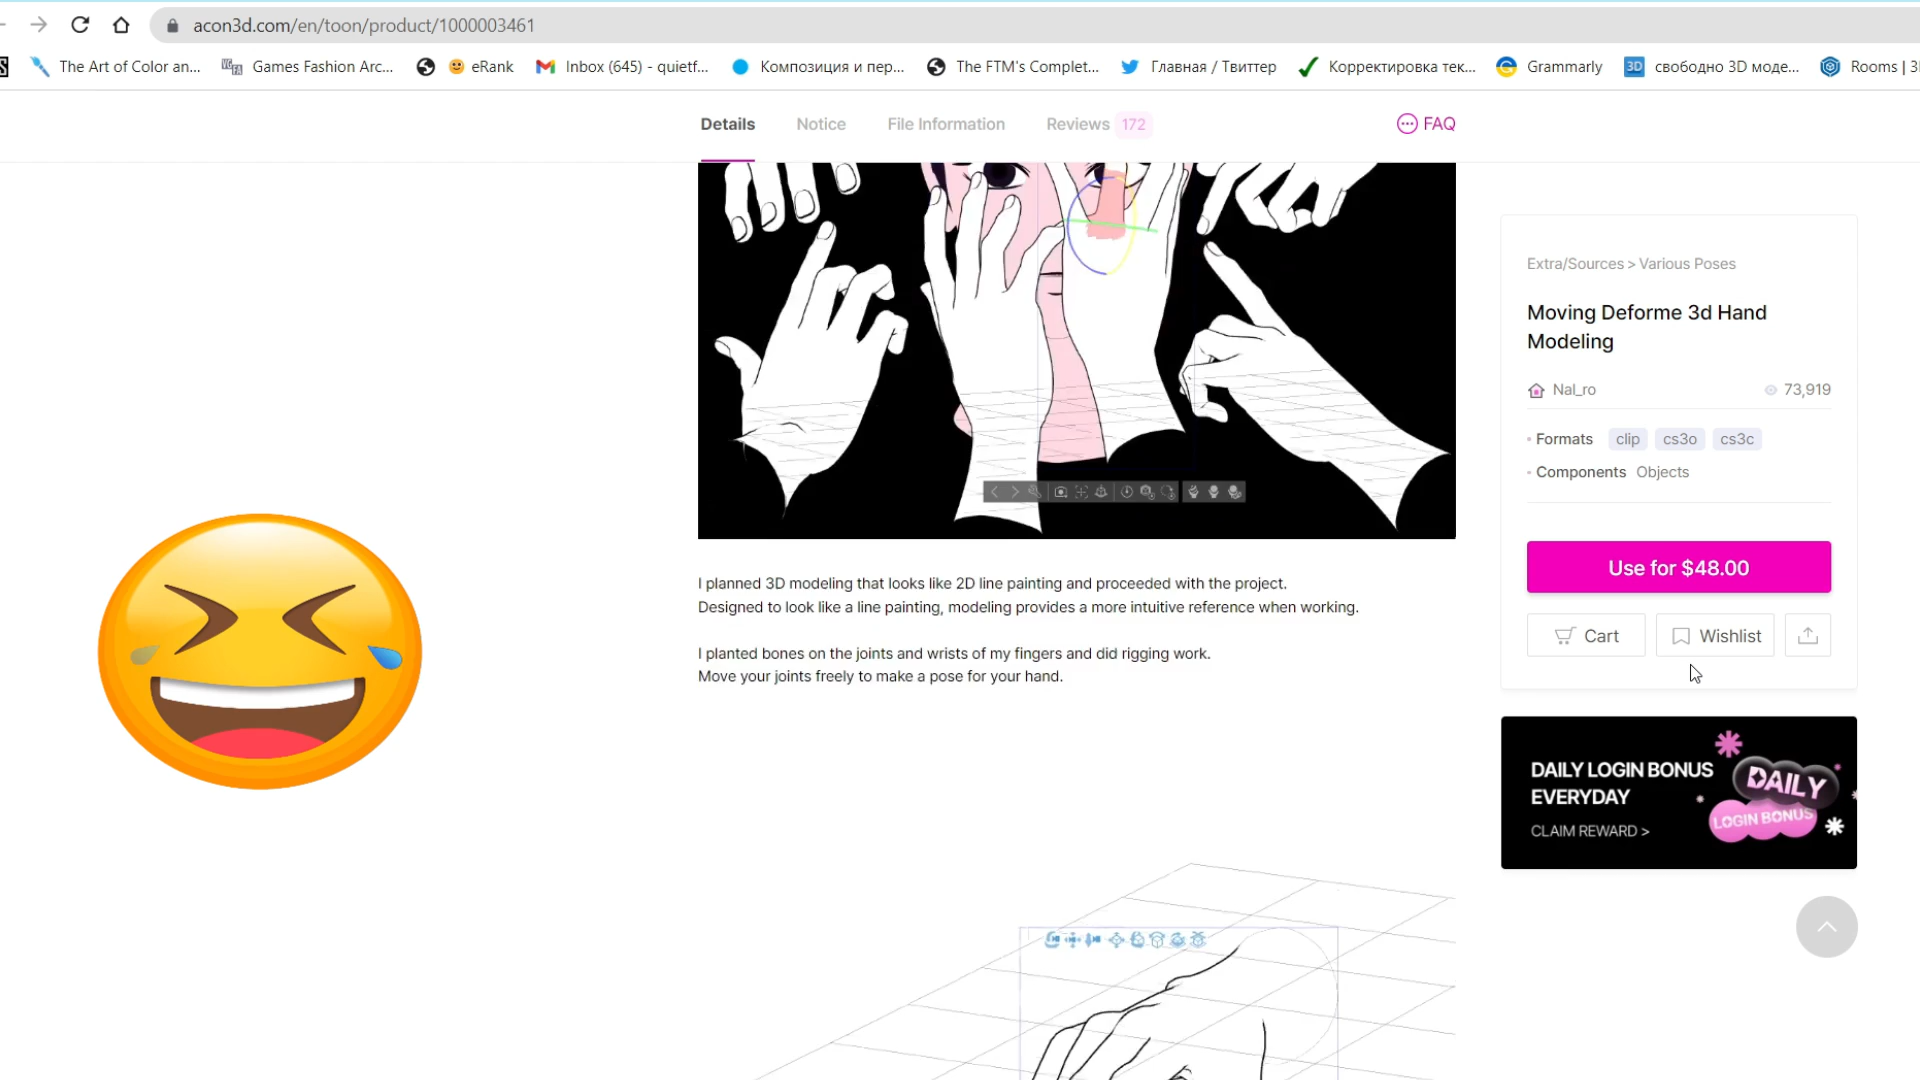 acon3d.com/en/toon/product/1000003461
The Art of Color an...
Games Fashion Arc...
eRank
Inbox (645) - quietf...
Композиция и пер...
The FTM's Complet...
Главная / Твиттер
Корректировка тек...
Grammarly
3D
свободно 3D моде...
Rooms | 3
Details
Notice
File Information
Reviews 172
FAQ
Extra/Sources > Various Poses
Moving Deforme 3d Hand
Modeling
Nal_ro
73,919
Formats clip cs3o cs3c
Components Objects
Use for $48.00
Cart
Wishlist
I planned 3D modeling that looks like 2D line painting and proceeded with the project.
Designed to look like a line painting, modeling provides a more intuitive reference when working.
I planted bones on the joints and wrists of my fingers and did rigging work.
Move your joints freely to make a pose for your hand.
DAILY LOGIN BONUS
EVERYDAY
CLAIM REWARD >
DAILY
LOGIN BONUS